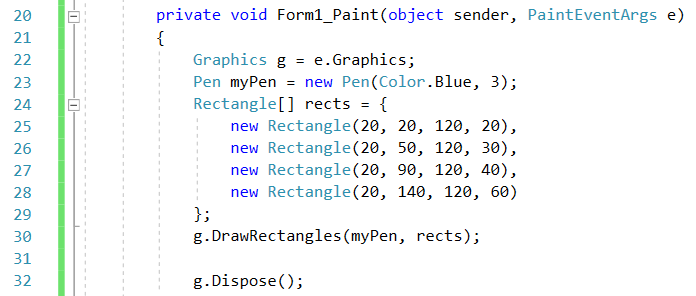 20 private void Form1_Paint(object sender, PaintEventArgs e)
21 {
22 Graphics g = e.Graphics;
23 Pen myPen = new Pen(Color.Blue, 3);
24 Rectangle[] rects = {
25 new Rectangle(20, 20, 120, 20),
26 new Rectangle(20, 50, 120, 30),
27 new Rectangle(20, 90, 120, 40),
28 new Rectangle(20, 140, 120, 60)
29 };
30 g.DrawRectangles(myPen, rects);
31
32 g.Dispose();